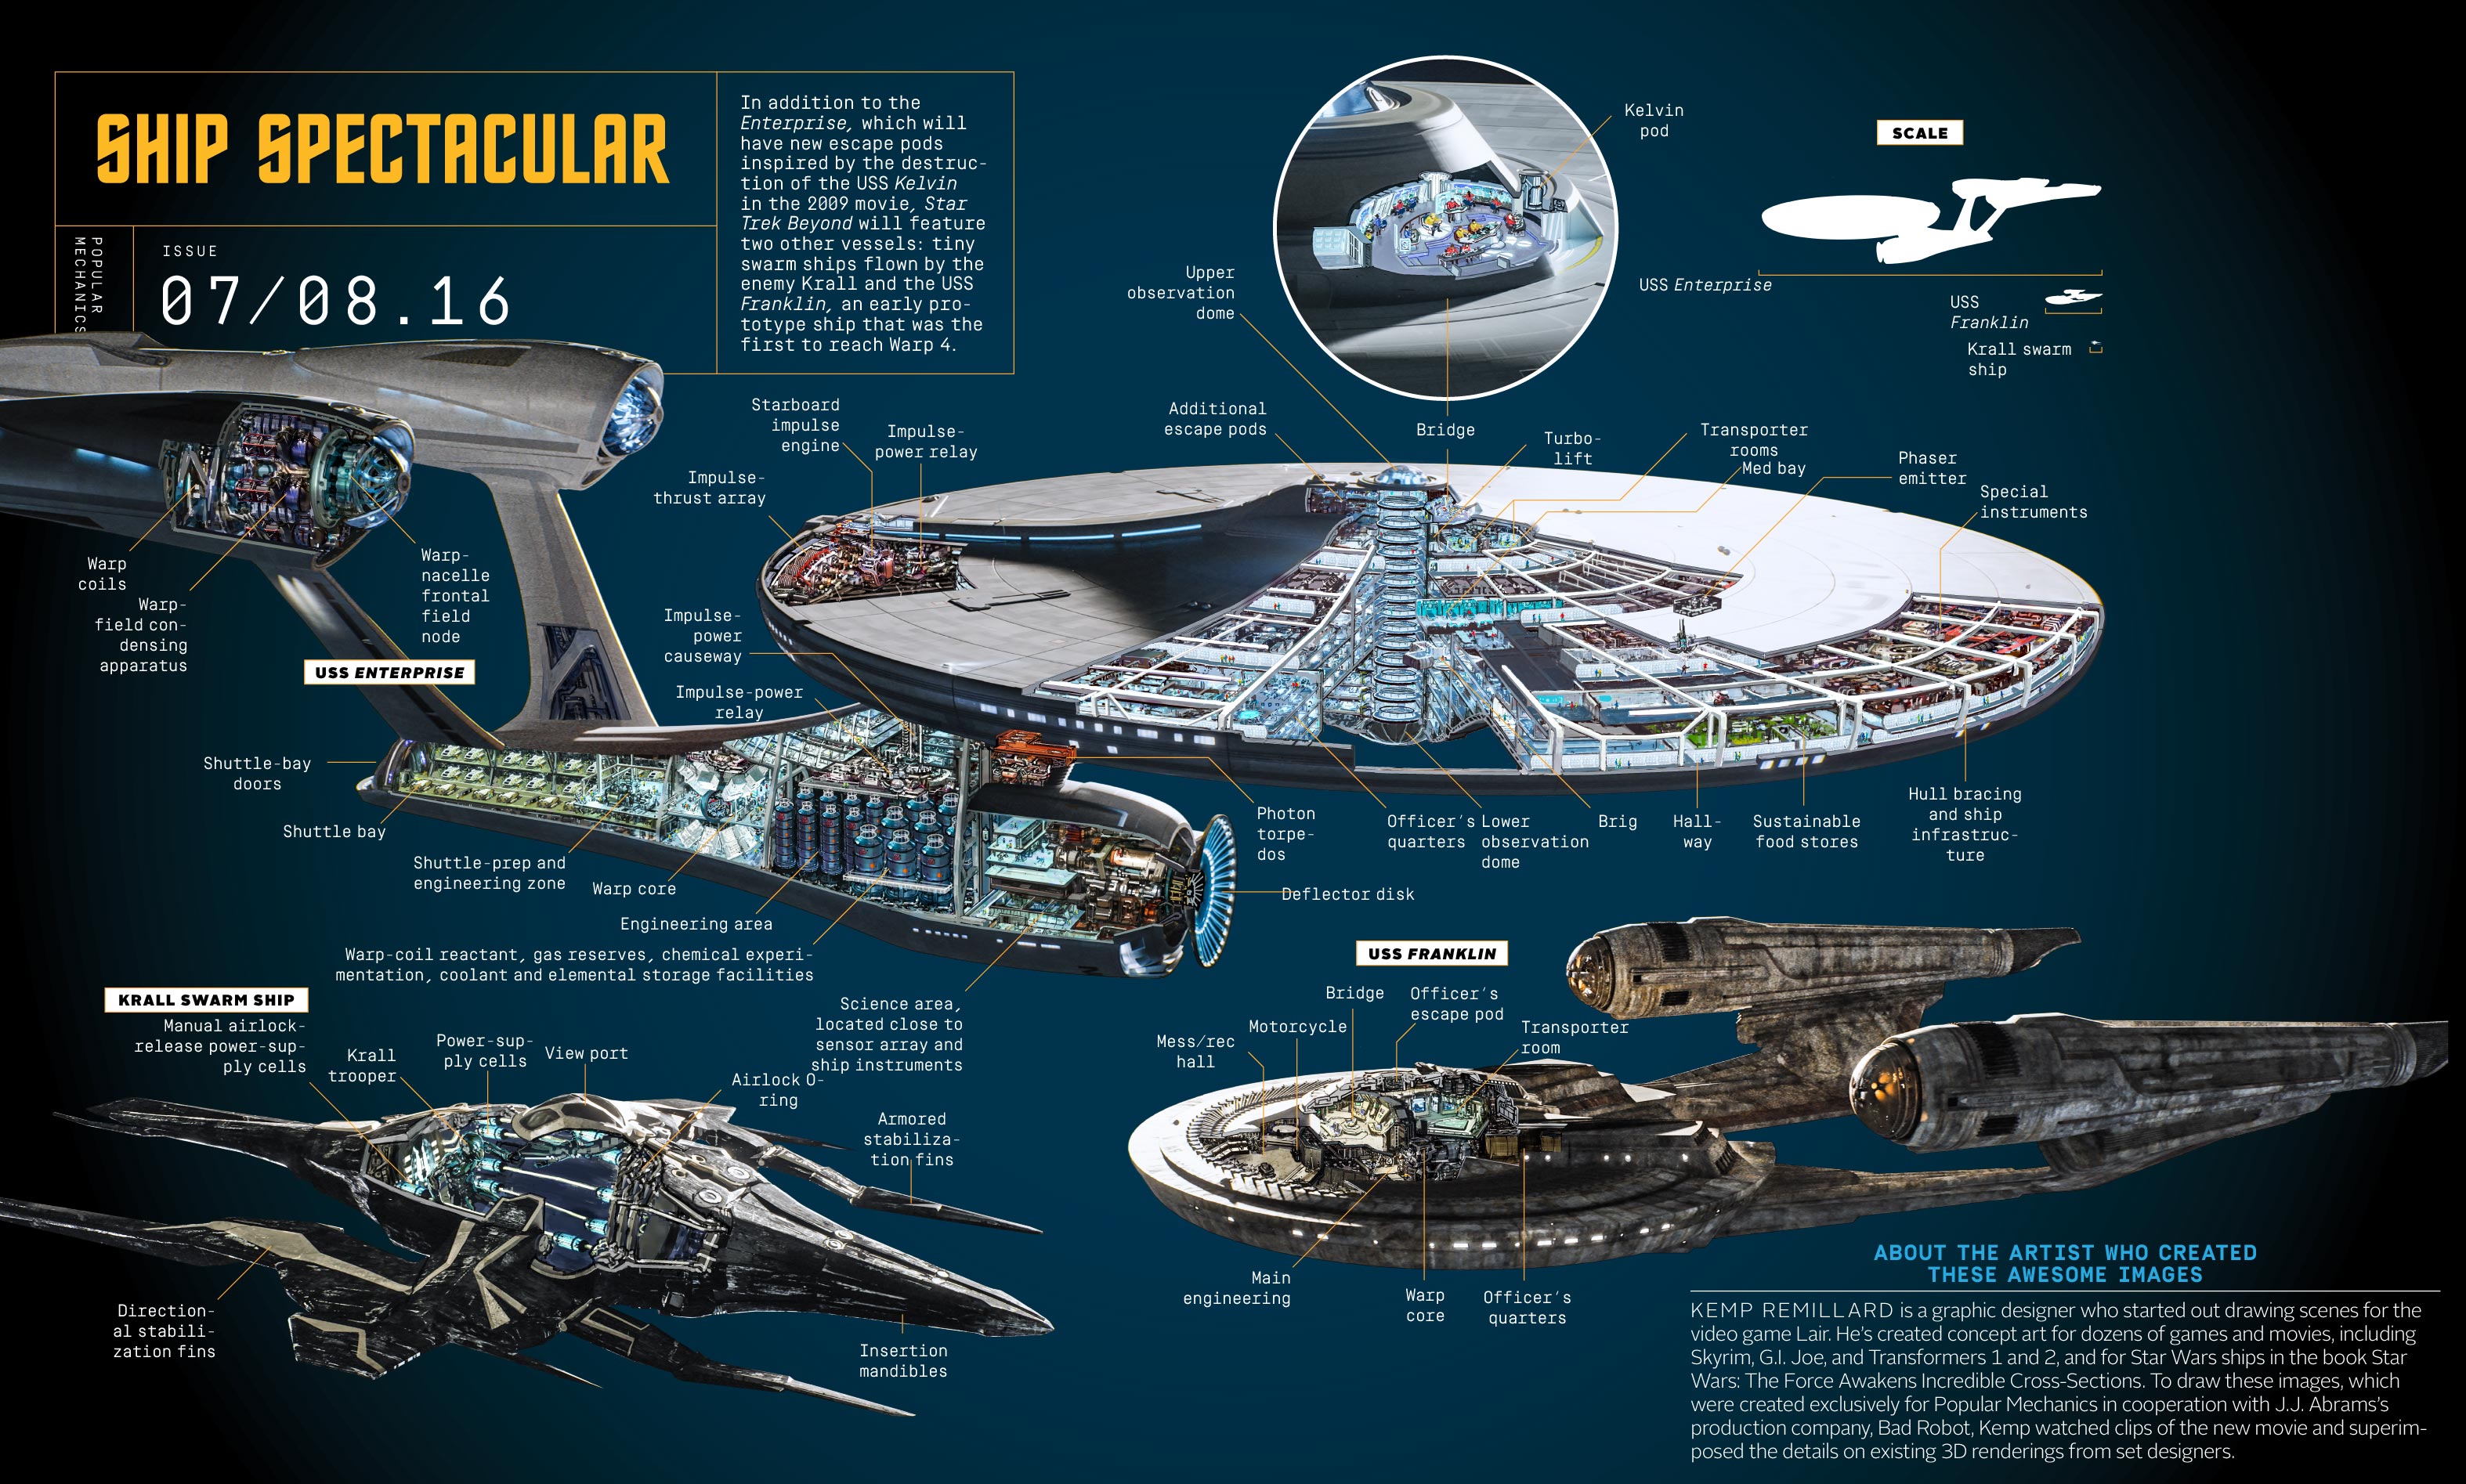 SHIP SPECTACULAR
POPULAR
MECHANICS
ISSUE
07/08.16
In addition to the
Enterprise, which will
have new escape pods
inspired by the destruc-
tion of the USS Kelvin
in the 2009 movie, Star
Trek Beyond will feature
two other vessels: tiny
swarm ships flown by the
enemy Krall and the USS
Franklin, an early pro-
totype ship that was the
first to reach Warp 4.
Kelvin
pod
SCALE
USS Enterprise
USS
Franklin
Krall swarm
ship
Upper
observation
dome
Additional
escape pods
Bridge
Turbo-
lift
Transporter
rooms
Med bay
Phaser
emitter
Special
instruments
Starboard
impulse
engine
Impulse-
power relay
Impulse-
thrust array
Warp
coils
Warp-
field con-
densing
apparatus
Warp-
nacelle
frontal
field
node
USS ENTERPRISE
Impulse-
power
causeway
Impulse-power
relay
Shuttle-bay
doors
Shuttle bay
Shuttle-prep and
engineering zone
Warp core
Engineering area
Warp-coil reactant, gas reserves, chemical experi-
mentation, coolant and elemental storage facilities
Science area,
located close to
sensor array and
ship instruments
Photon
torpe-
dos
Deflector disk
Officer's
quarters
Lower
observation
dome
Brig
Hall-
way
Sustainable
food stores
Hull bracing
and ship
infrastruc-
ture
KRALL SWARM SHIP
Manual airlock-
release power-sup-
ply cells
Krall
trooper
Power-sup-
ply cells
View port
Airlock O-
ring
Armored
stabiliza-
tion fins
Direction-
al stabili-
zation fins
Insertion
mandibles
USS FRANKLIN
Mess/rec
hall
Motorcycle
Bridge
Officer's
escape pod
Transporter
room
Main
engineering
Warp
core
Officer's
quarters
ABOUT THE ARTIST WHO CREATED
THESE AWESOME IMAGES
KEMP REMILLARD is a graphic designer who started out drawing scenes for the
video game Lair. He's created concept art for dozens of games and movies, including
Skyrim, G.I. Joe, and Transformers 1 and 2, and for Star Wars ships in the book Star
Wars: The Force Awakens Incredible Cross-Sections. To draw these images, which
were created exclusively for Popular Mechanics in cooperation with J.J. Abrams's
production company, Bad Robot, Kemp watched clips of the new movie and superim-
posed the details on existing 3D renderings from set designers.